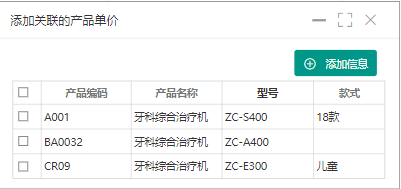 添加关联的产品单价
添加信息
产品编码 产品名称 型号 款式
A001 牙科综合治疗机 ZC-S400 18款
BA0032 牙科综合治疗机 ZC-A400
CR09 牙科综合治疗机 ZC-E300 儿童